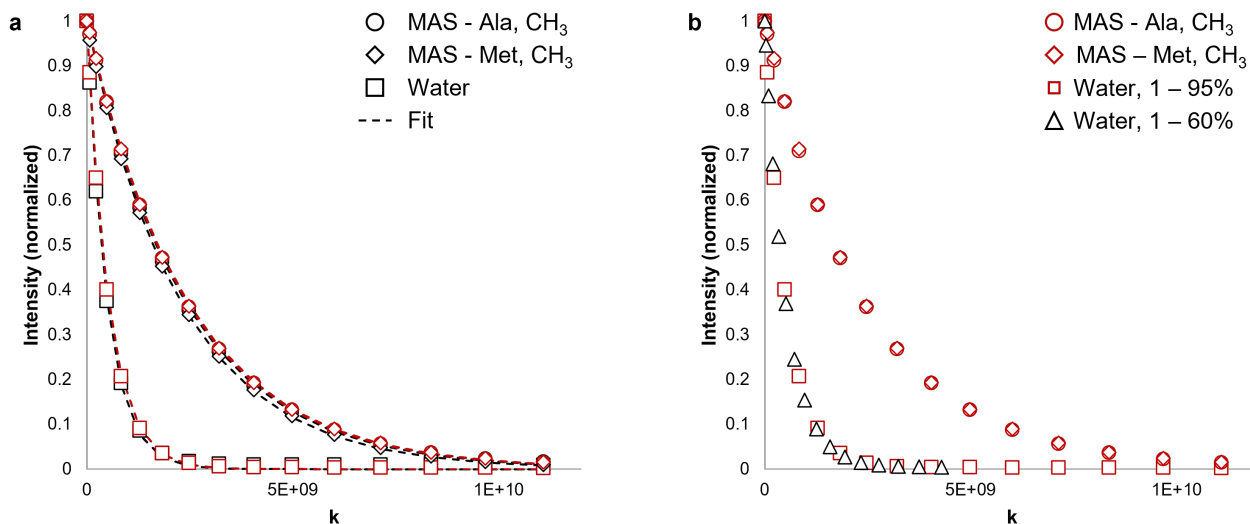 a
MAS - Ala, CH3
MAS - Met, CH3
Water
Fit
Intensity (normalized)
1
0.9
0.8
0.7
0.6
0.5
0.4
0.3
0.2
0.1
0
0
5E+09
1E+10
k
b
MAS - Ala, CH3
MAS – Met, CH3
Water, 1 – 95%
Water, 1 – 60%
Intensity (normalized)
1
0.9
0.8
0.7
0.6
0.5
0.4
0.3
0.2
0.1
0
0
5E+09
1E+10
k